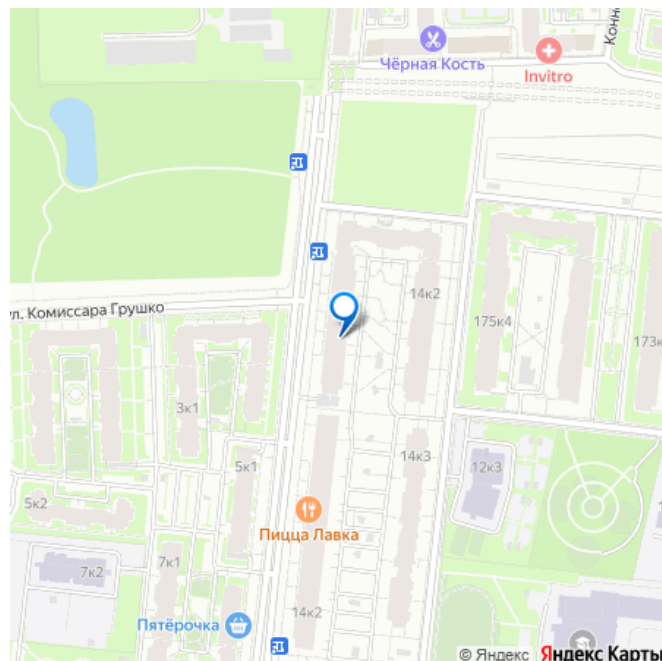 Чёрная Кость
Invitro
Конн
ул. Комиссара Грушко
14к2
175к4
173к
3к1
5к1
14к3
12к3
5к2
Пицца Лавка
7к2
7к1
14к2
Пятёрочка
© Яндекс Яндекс Карты